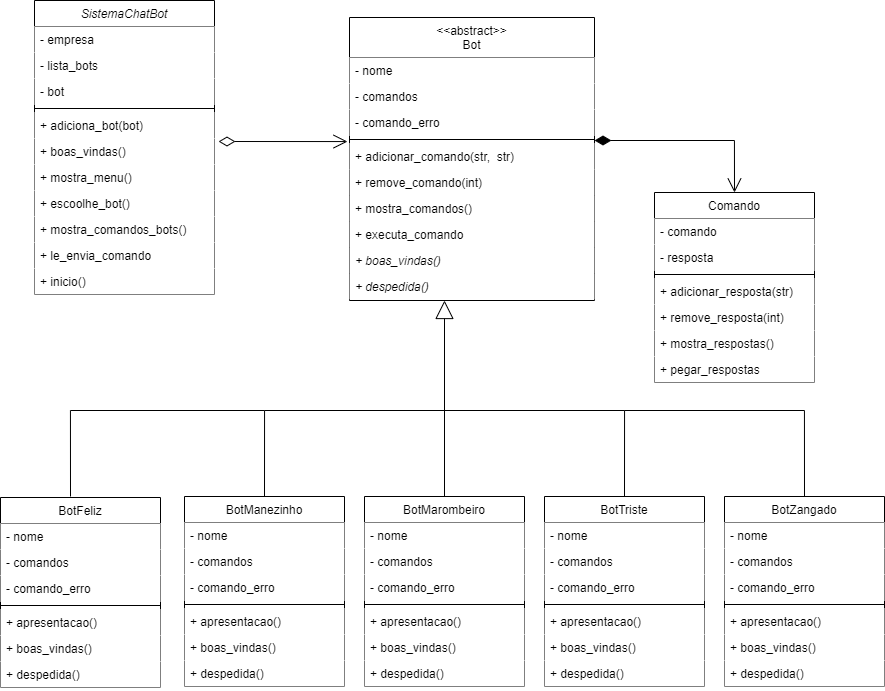 SistemaChatBot
- empresa
- lista_bots
- bot
+ adiciona_bot(bot)
+ boas_vindas()
+ mostra_menu()
+ escoolhe_bot()
+ mostra_comandos_bots()
+ le_envia_comando
+ inicio()
<<abstract>>
Bot
- nome
- comandos
- comando_erro
+ adicionar_comando(str, str)
+ remove_comando(int)
+ mostra_comandos()
+ executa_comando
+ boas_vindas()
+ despedida()
Comando
- comando
- resposta
+ adicionar_resposta(str)
+ remove_resposta(int)
+ mostra_respostas()
+ pegar_respostas
BotFeliz
- nome
- comandos
- comando_erro
+ apresentacao()
+ boas_vindas()
+ despedida()
BotManezinho
- nome
- comandos
- comando_erro
+ apresentacao()
+ boas_vindas()
+ despedida()
BotMarombeiro
- nome
- comandos
- comando_erro
+ apresentacao()
+ boas_vindas()
+ despedida()
BotTriste
- nome
- comandos
- comando_erro
+ apresentacao()
+ boas_vindas()
+ despedida()
BotZangado
- nome
- comandos
- comando_erro
+ apresentacao()
+ boas_vindas()
+ despedida()